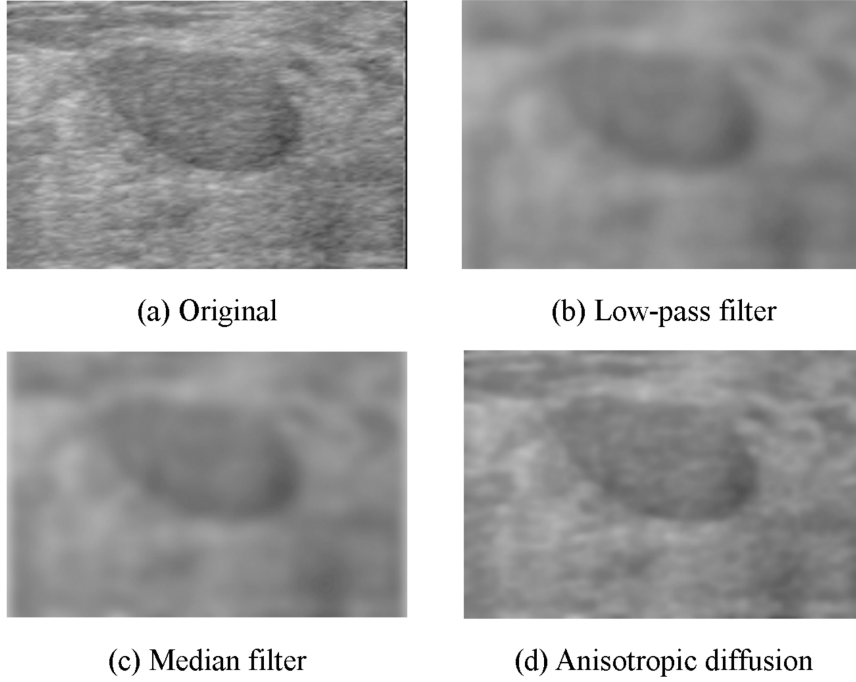 (a) Original
(b) Low-pass filter
(c) Median filter
(d) Anisotropic diffusion